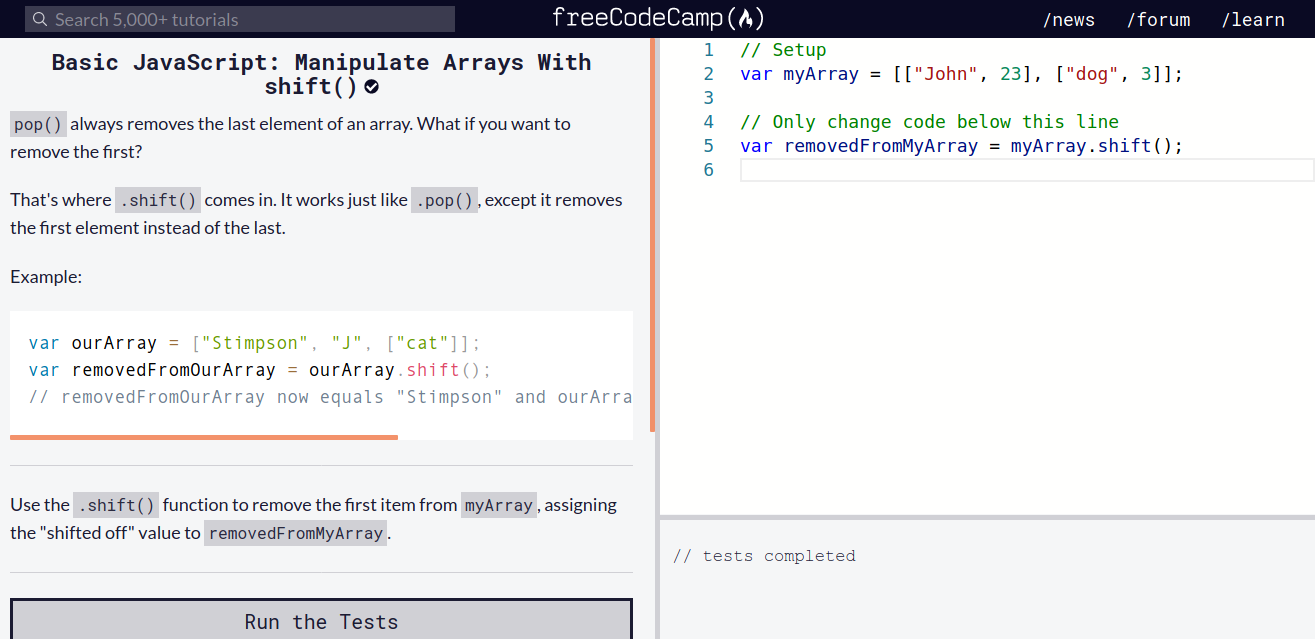 Search 5,000+ tutorials
freeCodeCamp
/news
/forum
/learn
Basic JavaScript: Manipulate Arrays With
shift()
pop() always removes the last element of an array. What if you want to
remove the first?
That's where .shift() comes in. It works just like .pop(), except it removes
the first element instead of the last.
Example:
var ourArray = ["Stimpson", "J", ["cat"]];
var removedFromOurArray = ourArray.shift();
// removedFromOurArray now equals "Stimpson" and ourArra
Use the .shift() function to remove the first item from myArray, assigning
the "shifted off" value to removedFromMyArray.
Run the Tests
1 // Setup
2 var myArray = [["John", 23], ["dog", 3]];
3
4 // Only change code below this line
5 var removedFromMyArray = myArray.shift();
6
// tests completed